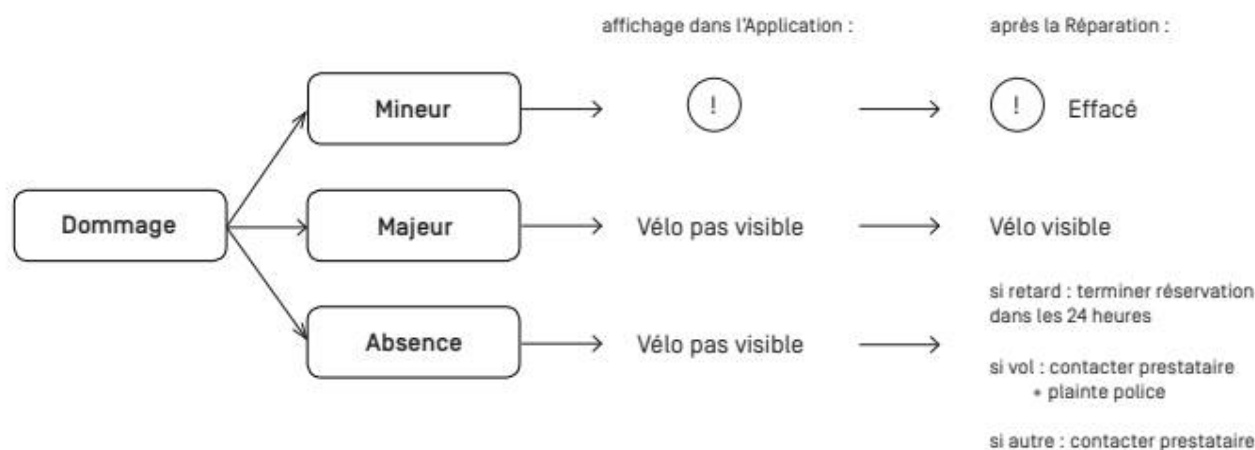 affichage dans l'Application :
après la Réparation :
Mineur
!
! Effacé
Dommage
Majeur
Vélo pas visible
Vélo visible
Absence
Vélo pas visible
si retard : terminer réservation
dans les 24 heures
si vol : contacter prestataire
+ plainte police
si autre : contacter prestataire